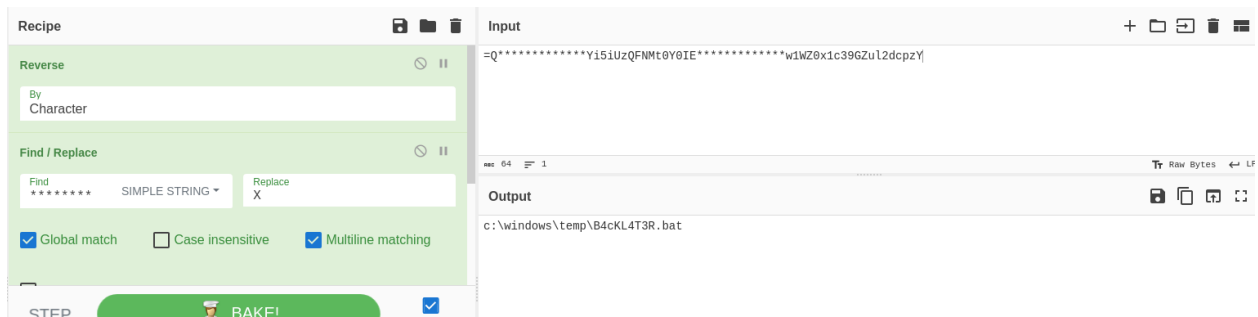 Recipe
Reverse
By
Character
Find / Replace
Find
********
SIMPLE STRING
Replace
X
Global match
Case insensitive
Multiline matching
STEP
BAKE!
Input
=Q*************Yi5iUzQFNMt0Y0IE*************w1WZ0x1c39GZul2dcpzY
ABC 64 1
Raw Bytes LF
Output
c:\windows\temp\B4cKL4T3R.bat